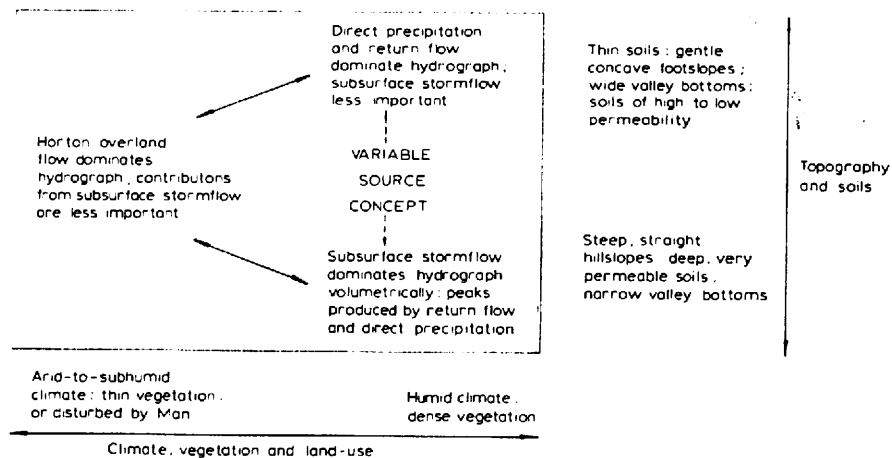 Direct precipitation
and return flow
dominate hydrograph;
subsurface stormflow
less important
Thin soils: gentle
concave footslopes;
wide valley bottoms;
soils of high to low
permeability
Horton overland
flow dominates
hydrograph, contributons
from subsurface stormflow
are less important
VARIABLE
SOURCE
CONCEPT
Topography
and soils
Subsurface stormflow
dominates hydrograph
volumetrically: peaks
produced by return flow
and direct precipitation
Steep, straight
hillslopes deep, very
permeable soils,
narrow valley bottoms
Arid-to-subhumid
climate: thin vegetation
or disturbed by Man
Humid climate,
dense vegetation
Climate, vegetation and land-use